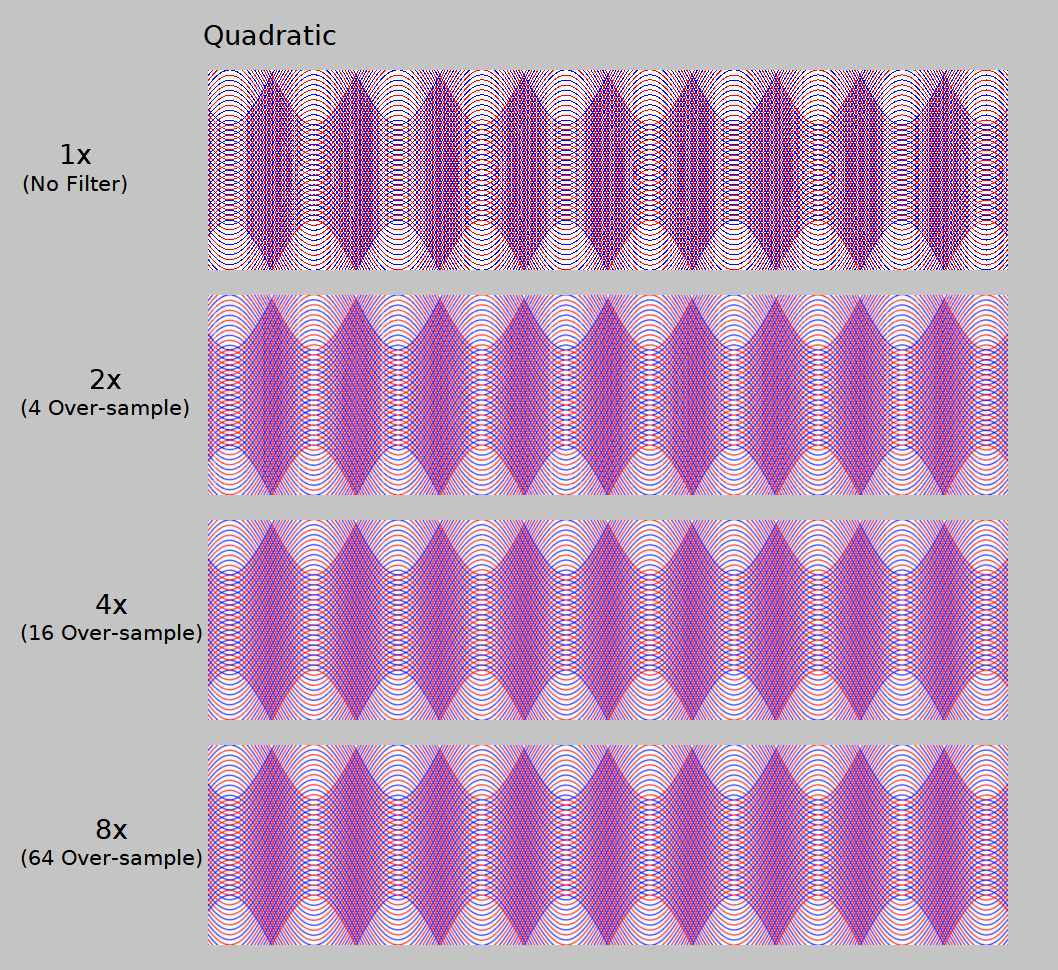 Quadratic
1x
(No Filter)
2x
(4 Over-sample)
4x
(16 Over-sample)
8x
(64 Over-sample)